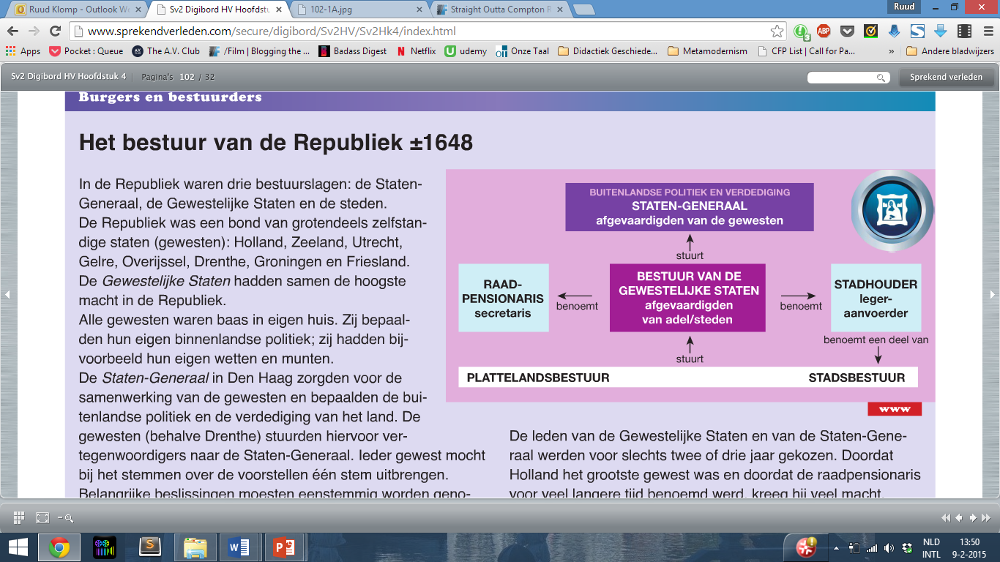 Ruud Klomp - Outlook We
Sv2 Digibord HV Hoofdstu
102-1A.jpg
Straight Outta Compton R
Ruud
www.sprekendverleden.com/secure/digibord/Sv2HV/Sv2Hk4/index.html
Apps
Pocket : Queue
The A.V. Club
/Film | Blogging the ...
Badass Digest
Netflix
udemy
Onze Taal
Didactiek Geschiede...
Metamodernism
CFP List | Call for Pa...
»
Andere bladwijzers
Sv2 Digibord HV Hoofdstuk 4 | Pagina's 102 / 32
Sprekend verleden
Burgers en bestuurders
Het bestuur van de Republiek ±1648
In de Republiek waren drie bestuurslagen: de Staten-
Generaal, de Gewestelijke Staten en de steden.
De Republiek was een bond van grotendeels zelfstan-
dige staten (gewesten): Holland, Zeeland, Utrecht,
Gelre, Overijssel, Drenthe, Groningen en Friesland.
De Gewestelijke Staten hadden samen de hoogste
macht in de Republiek.
Alle gewesten waren baas in eigen huis. Zij bepaal-
den hun eigen binnenlandse politiek; zij hadden bij-
voorbeeld hun eigen wetten en munten.
De Staten-Generaal in Den Haag zorgden voor de
samenwerking van de gewesten en bepaalden de bui-
tenlandse politiek en de verdediging van het land. De
gewesten (behalve Drenthe) stuurden hiervoor ver-
tegenwoordigers naar de Staten-Generaal. Ieder gewest mocht
bij het stemmen over de voorstellen één stem uitbrengen.
Belangrijke beslissingen moesten eenstemmig worden geno-
BUITENLANDSE POLITIEK EN VERDEDIGING
STATEN-GENERAAL
afgevaardigden van de gewesten
stuurt
RAAD-
PENSIONARIS
secretaris
benoemt
BESTUUR VAN DE
GEWESTELIJKE STATEN
afgevaardigden
van adel/steden
benoemt
STADHOUDER
leger-
aanvoerder
benoemt een deel van
stuurt
PLATTELANDSBESTUUR
STADSBESTUUR
www
De leden van de Gewestelijke Staten en van de Staten-Gene-
raal werden voor slechts twee of drie jaar gekozen. Doordat
Holland het grootste gewest was en doordat de raadpensionaris
voor veel langere tijd benoemd werd, kreeg hij veel macht.
NLD
INTL
13:50
9-2-2015